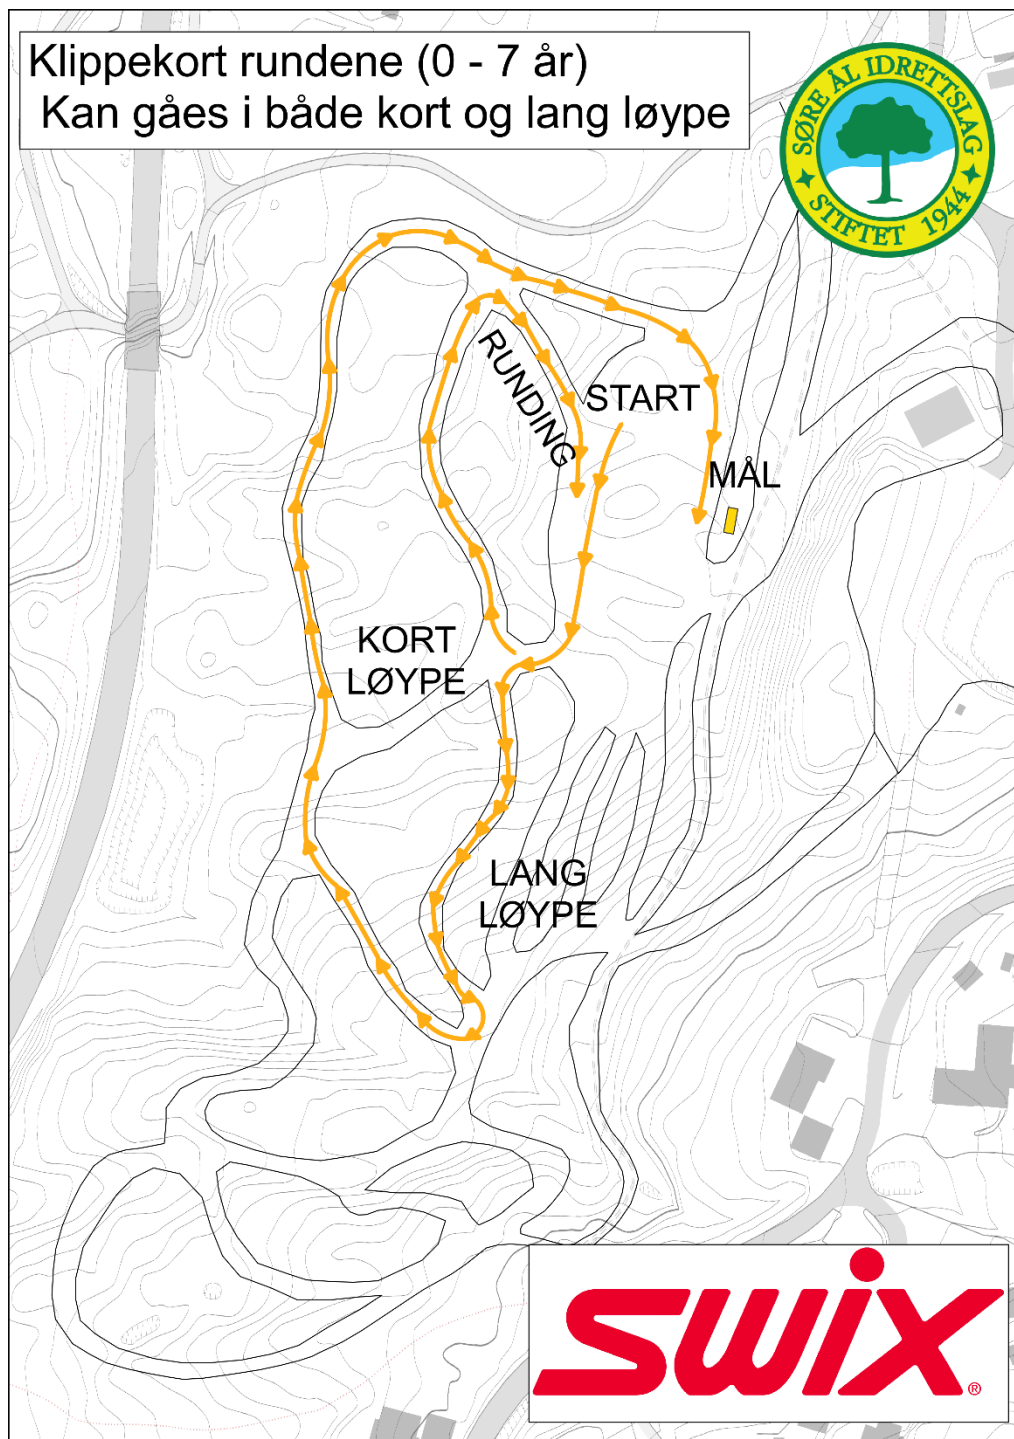 Klippekort rundene (0 - 7 år)
Kan gåes i både kort og lang løype
SØRE ÅL IDRETTSLAG
STIFTET 1944
RUNDING
START
MÅL
KORT
LØYPE
LANG
LØYPE
SWIX
®